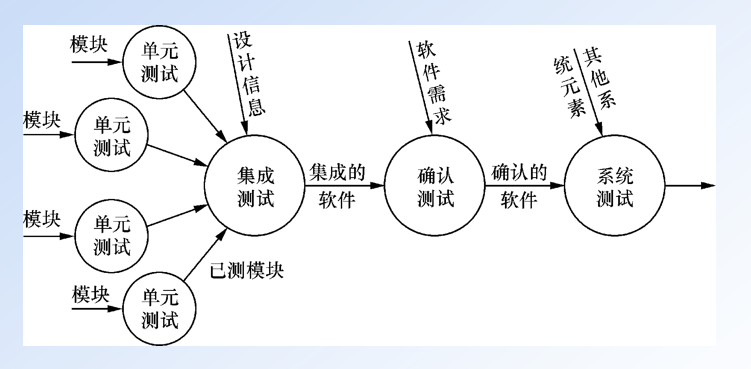 模块
单元
测试
模块
单元
测试
模块
单元
测试
模块
单元
测试
已测模块
设计信息
集成
测试
集成的
软件
软件需求
确认
测试
确认的
软件
其他系
统元素
系统
测试